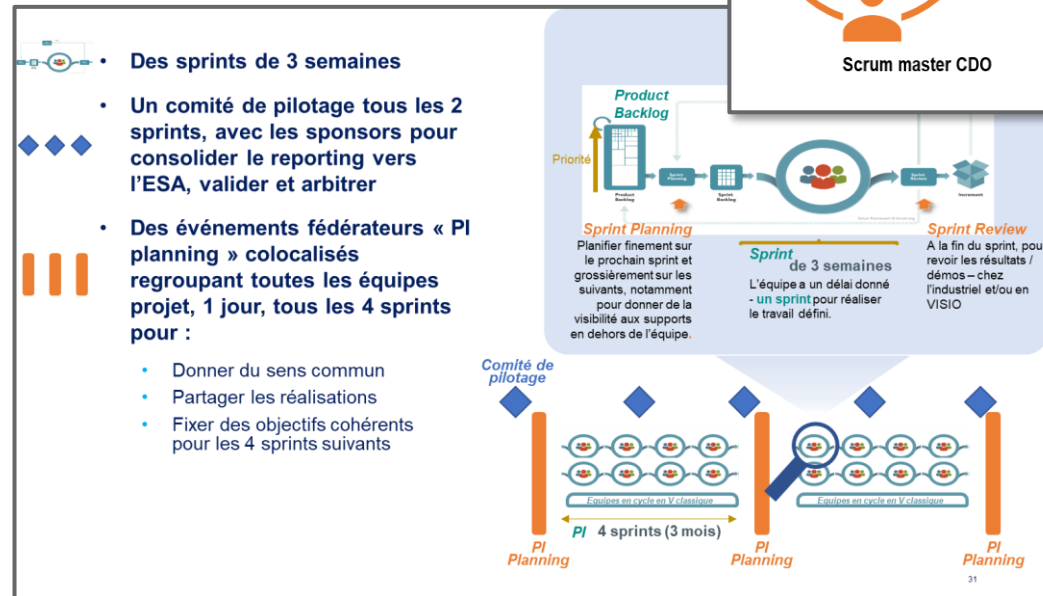 Scrum master CDO
Des sprints de 3 semaines
Un comité de pilotage tous les 2
sprints, avec les sponsors pour
consolider le reporting vers
l'ESA, valider et arbitrer
Des événements fédérateurs « PI
planning » colocalisés
regroupant toutes les équipes
projet, 1 jour, tous les 4 sprints
pour :
Donner du sens commun
Partager les réalisations
Fixer des objectifs cohérents
pour les 4 sprints suivants
Product
Backlog
Priorité
Product
Backlog
Sprint
Planning
Sprint
Backlog
Sprint
Review
Increment
Sprint Planning
Planifier finement sur
le prochain sprint et
grossièrement sur les
suivants, notamment
pour donner de la
visibilité aux supports
en dehors de l'équipe.
Sprint
de 3 semaines
L'équipe a un délai donné
- un sprint pour réaliser
le travail défini.
Sprint Review
A la fin du sprint, pou
revoir les résultats /
démos – chez
l'industriel et/ou en
VISIO
Comité de
pilotage
Equipes en cycle en V classique
Equipes en cycle en V classique
PI 4 sprints (3 mois)
PI
Planning
PI
Planning
PI
Planning
31